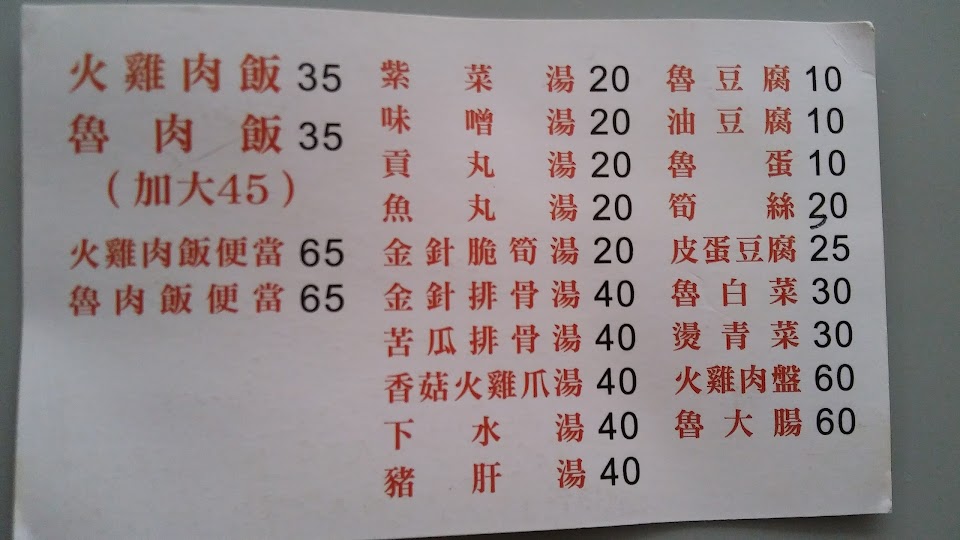 火雞肉飯 35
魯肉飯 35
(加大45)
火雞肉飯便當 65
魯肉飯便當 65
紫菜湯 20
味噌湯 20
貢丸湯 20
魚丸湯 20
金針脆筍湯 20
金針排骨湯 40
苦瓜排骨湯 40
香菇火雞爪湯 40
下水湯 40
豬肝湯 40
魯豆腐 10
油豆腐 10
魯蛋 10
筍絲 20
皮蛋豆腐 25
魯白菜 30
燙青菜 30
火雞肉盤 60
魯大腸 60